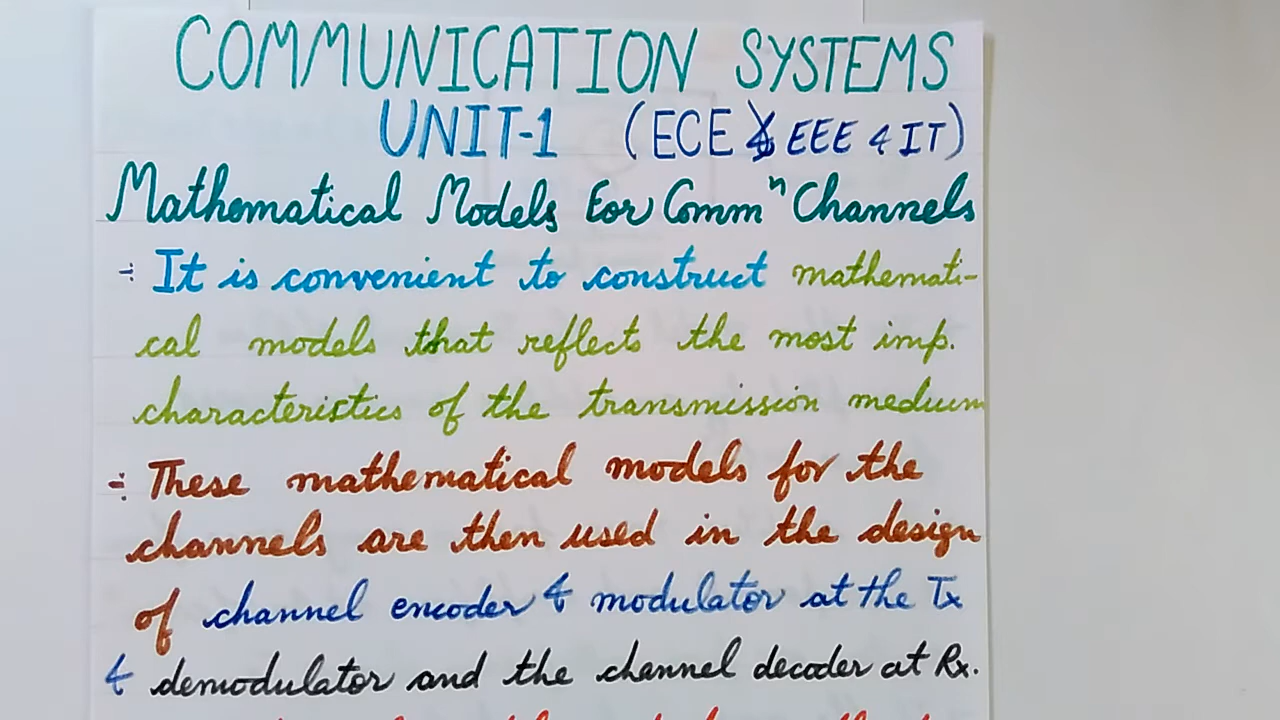 COMMUNICATION SYSTEMS
UNIT-1 (ECE & EEE & IT)
Mathematical Models For Commⁿ Channels
÷ It is convenient to construct mathemati-
cal models that reflects the most imp.
characteristics of the transmission medium
÷ These mathematical models for the
channels are then used in the design
of channel encoder & modulator at the Tx
& demodulator and the channel decoder at Rx.